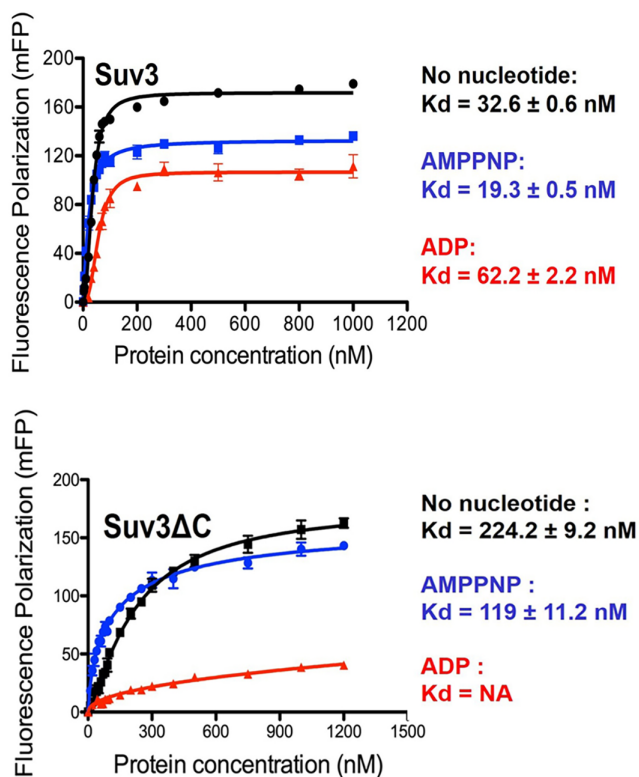 Suv3
Fluorescence Polarization (mFP)
200
160
120
80
40
0
0 200 400 600 800 1000 1200
Protein concentration (nM)
No nucleotide:
Kd = 32.6 ± 0.6 nM
AMPPNP:
Kd = 19.3 ± 0.5 nM
ADP:
Kd = 62.2 ± 2.2 nM
Suv3ΔC
Fluorescence Polarization (mFP)
200
150
100
50
0
0 300 600 900 1200 1500
Protein concentration (nM)
No nucleotide :
Kd = 224.2 ± 9.2 nM
AMPPNP :
Kd = 119 ± 11.2 nM
ADP :
Kd = NA